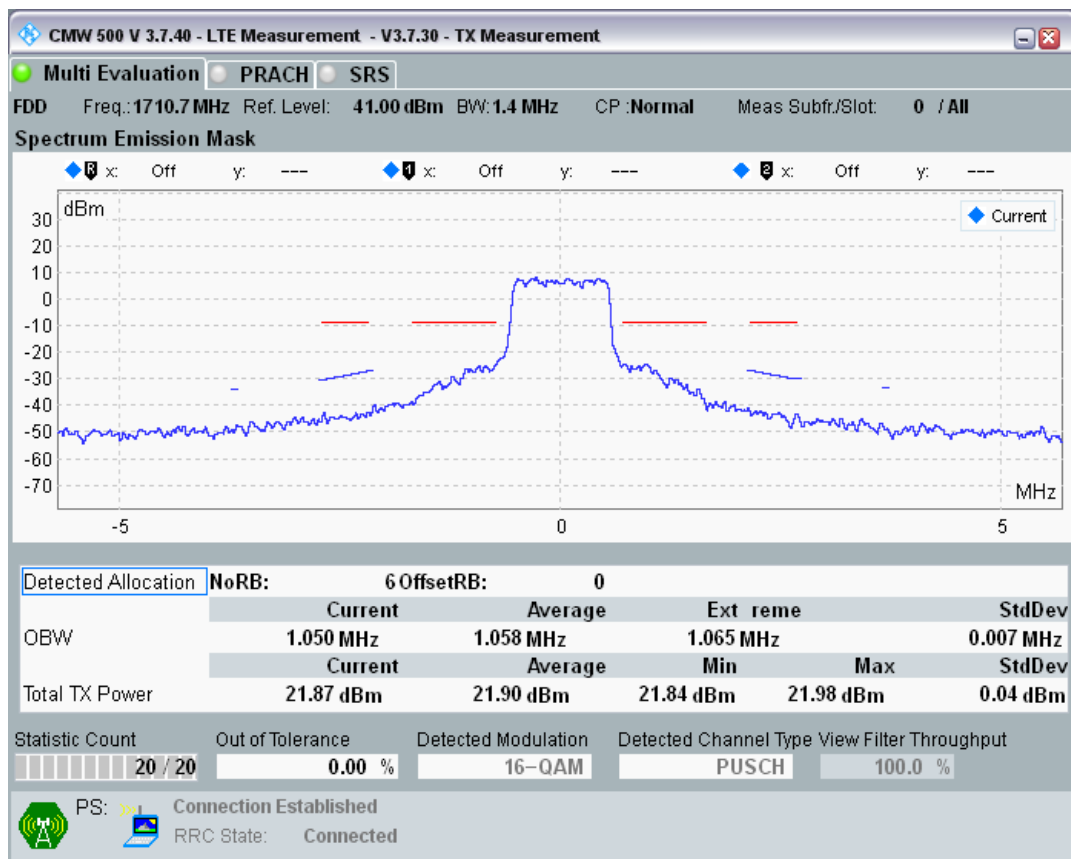 CMW 500 V 3.7.40 - LTE Measurement - V3.7.30 - TX Measurement
Multi Evaluation PRACH SRS
FDD Freq.: 1710.7 MHz Ref. Level: 41.00 dBm BW: 1.4 MHz CP :Normal Meas Subfr./Slot: 0 / All
Spectrum Emission Mask
R x: Off y: --- 1 x: Off y: --- 2 x: Off y: ---
dBm
Current
30
20
10
0
-10
-20
-30
-40
-50
-60
-70
MHz
-5 0 5
Detected Allocation NoRB: 6 OffsetRB: 0
Current Average Ext reme StdDev
OBW 1.050 MHz 1.058 MHz 1.065 MHz 0.007 MHz
Current Average Min Max StdDev
Total TX Power 21.87 dBm 21.90 dBm 21.84 dBm 21.98 dBm 0.04 dBm
Statistic Count Out of Tolerance Detected Modulation Detected Channel Type View Filter Throughput
20 / 20 0.00 % 16-QAM PUSCH 100.0 %
PS: Connection Established
RRC State: Connected